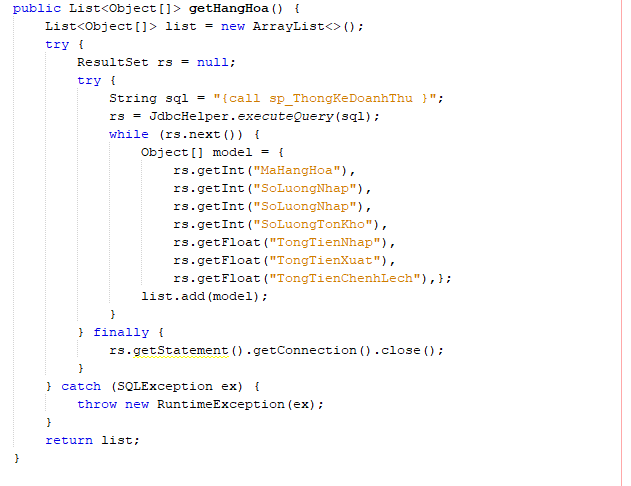 public List<Object[]> getHangHoa() {
    List<Object[]> list = new ArrayList<>();
    try {
        ResultSet rs = null;
        try {
            String sql = "{call sp_ThongKeDoanhThu }";
            rs = JdbcHelper.executeQuery(sql);
            while (rs.next()) {
                Object[] model = {
                    rs.getInt("MaHangHoa"),
                    rs.getInt("SoLuongNhap"),
                    rs.getInt("SoLuongNhap"),
                    rs.getInt("SoLuongTonKho"),
                    rs.getFloat("TongTienNhap"),
                    rs.getFloat("TongTienXuat"),
                    rs.getFloat("TongTienChenhLech"),};
                list.add(model);
            }
        } finally {
            rs.getStatement().getConnection().close();
        }
    } catch (SQLException ex) {
        throw new RuntimeException(ex);
    }
    return list;
}